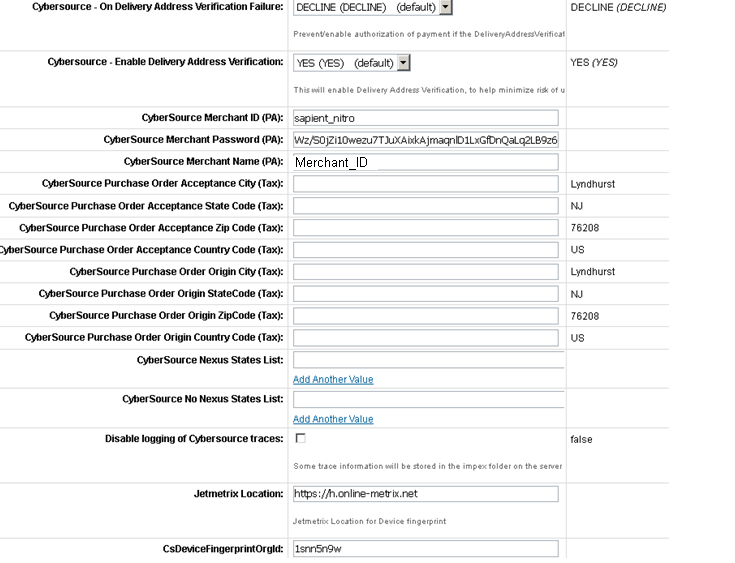 Cybersource - On Delivery Address Verification Failure: DECLINE (DECLINE) (default) DECLINE (DECLINE)
Prevent/enable authorization of payment if the DeliveryAddressVerificat
Cybersource - Enable Delivery Address Verification: YES (YES) (default) YES (YES)
This will enable Delivery Address Verification, to help minimize risk of u
CyberSource Merchant ID (PA): sapient_nitro
CyberSource Merchant Password (PA):
CyberSource Merchant Name (PA): Merchant_ID
CyberSource Purchase Order Acceptance City (Tax): Lyndhurst
CyberSource Purchase Order Acceptance State Code (Tax): NJ
CyberSource Purchase Order Acceptance Zip Code (Tax): 76208
CyberSource Purchase Order Acceptance Country Code (Tax): US
CyberSource Purchase Order Origin City (Tax): Lyndhurst
CyberSource Purchase Order Origin StateCode (Tax): NJ
CyberSource Purchase Order Origin ZipCode (Tax): 76208
CyberSource Purchase Order Origin Country Code (Tax): US
CyberSource Nexus States List:
Add Another Value
CyberSource No Nexus States List:
Add Another Value
Disable logging of Cybersource traces: false
Some trace information will be stored in the impex folder on the server
Jetmetrix Location: https://h.online-metrix.net
Jetmetrix Location for Device fingerprint
CsDeviceFingerprintOrgId: 1snn5n9w